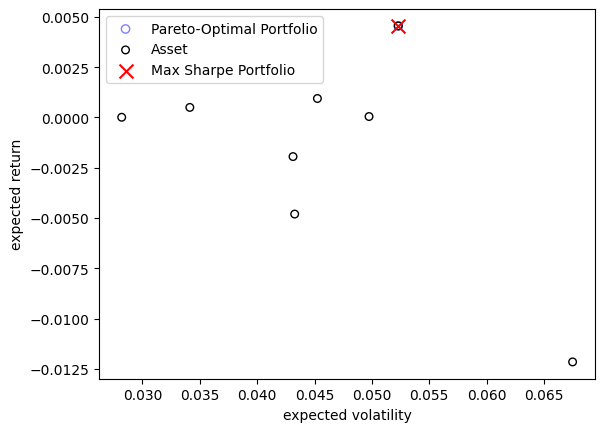 Pareto-Optimal Portfolio
Asset
Max Sharpe Portfolio
expected return
0.0050
0.0025
0.0000
−0.0025
−0.0050
−0.0075
−0.0100
−0.0125
0.030 0.035 0.040 0.045 0.050 0.055 0.060 0.065
expected volatility